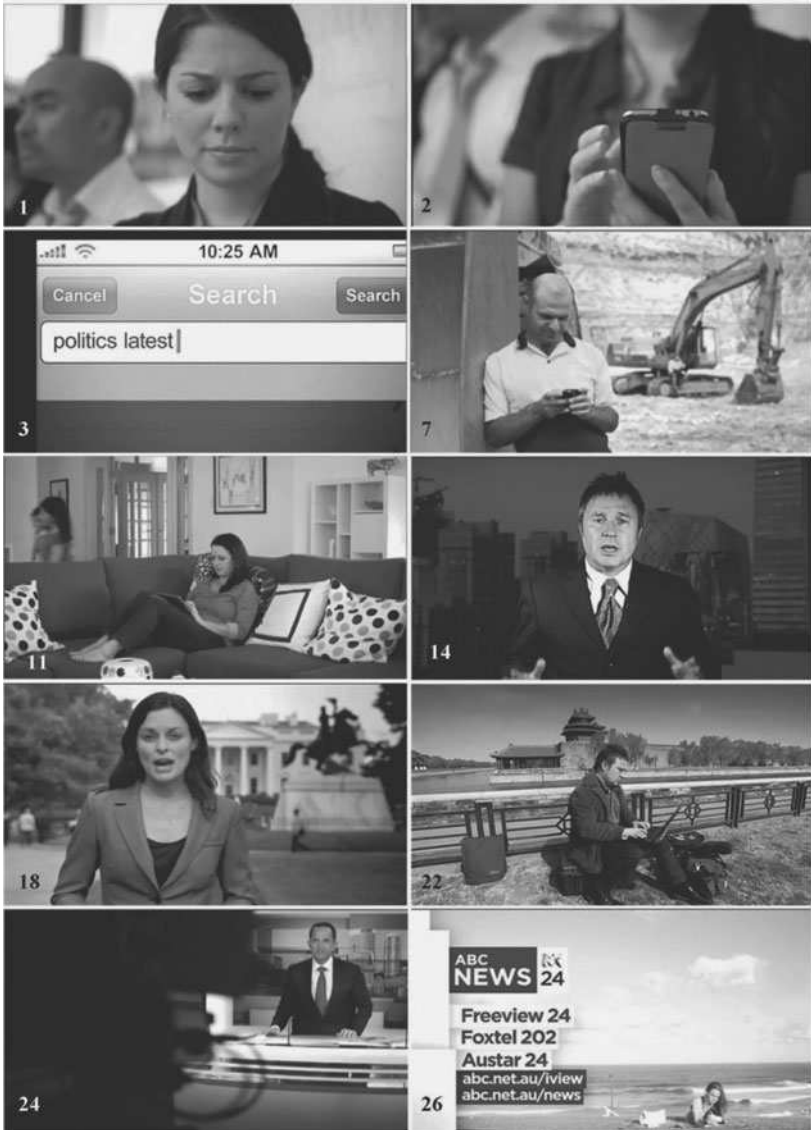 1
2
10:25 AM
Cancel
Search
Search
politics latest
3
7
11
14
18
22
24
ABC
NEWS 24
Freeview 24
Foxtel 202
Austar 24
abc.net.au/iview
abc.net.au/news
26